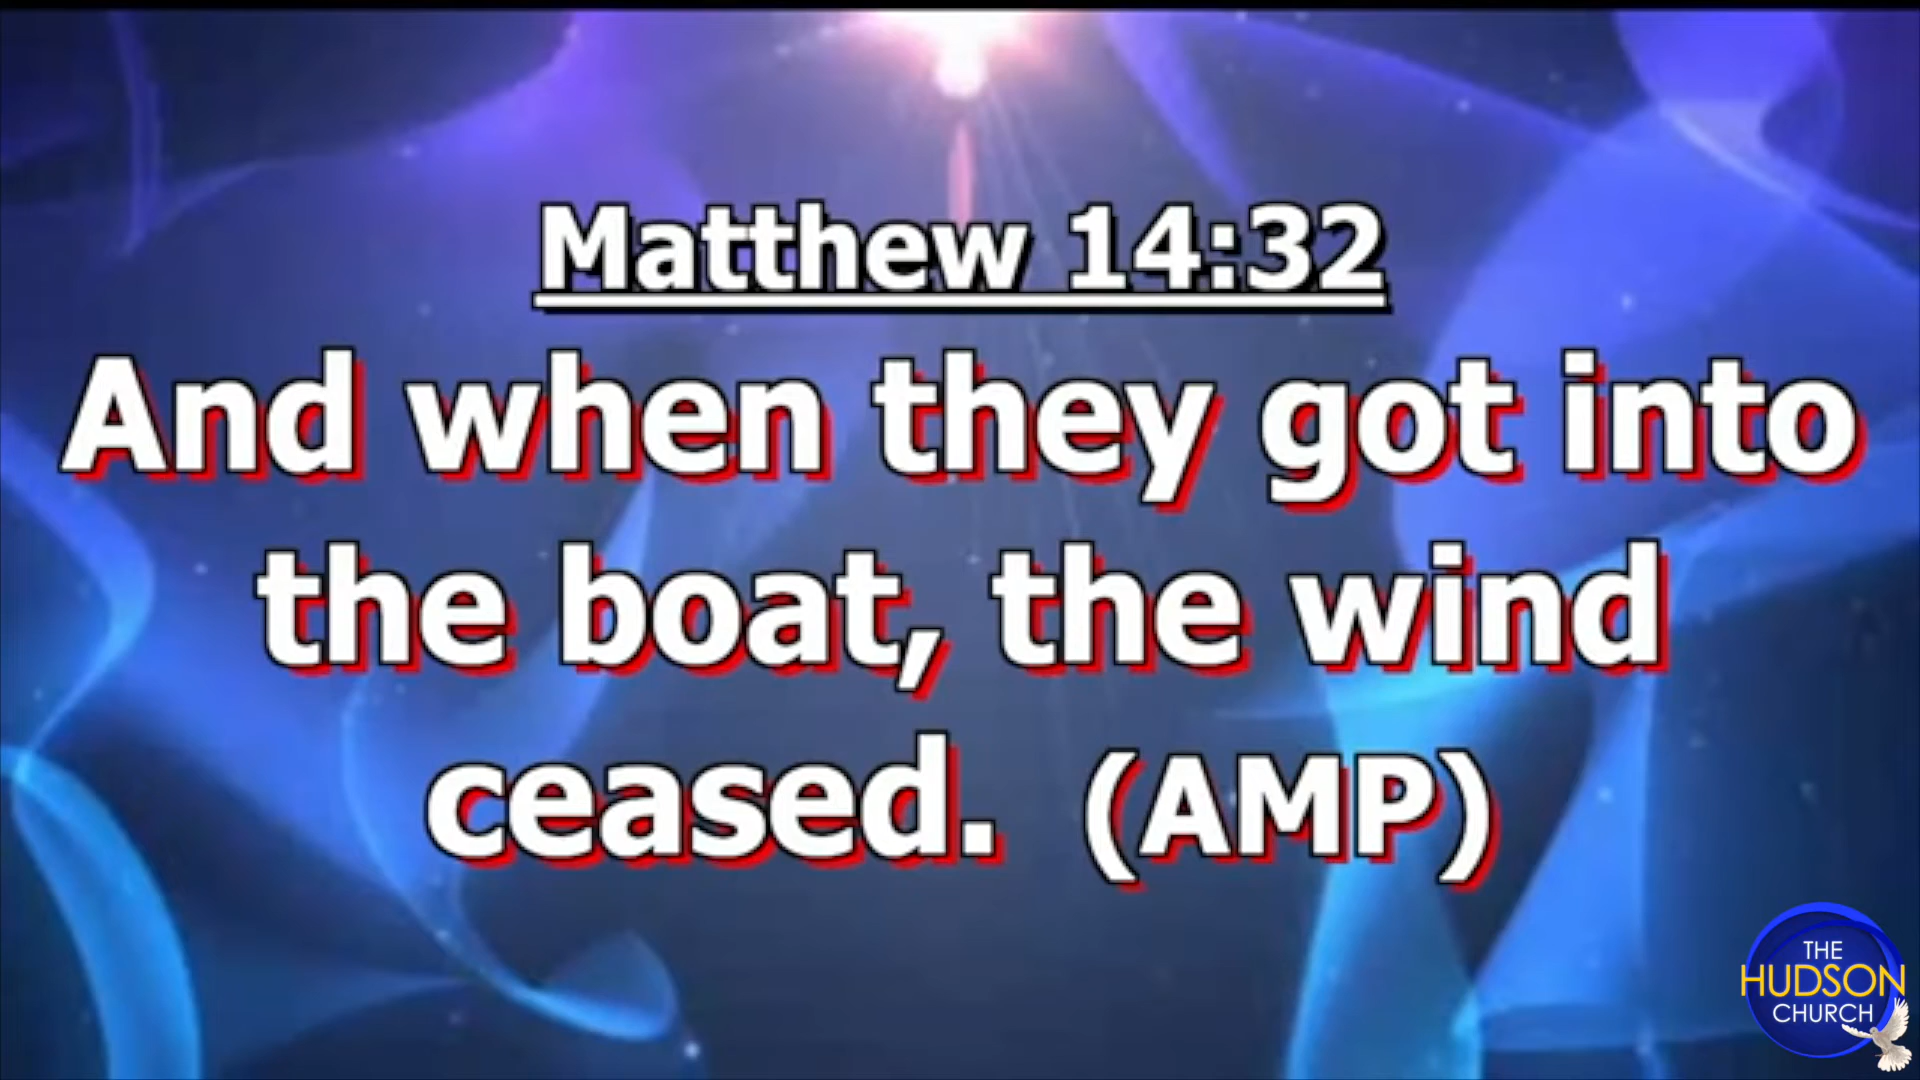 Matthew 14:32
And when they got into
the boat, the wind
ceased. (AMP)
THE
HUDSON
CHURCH